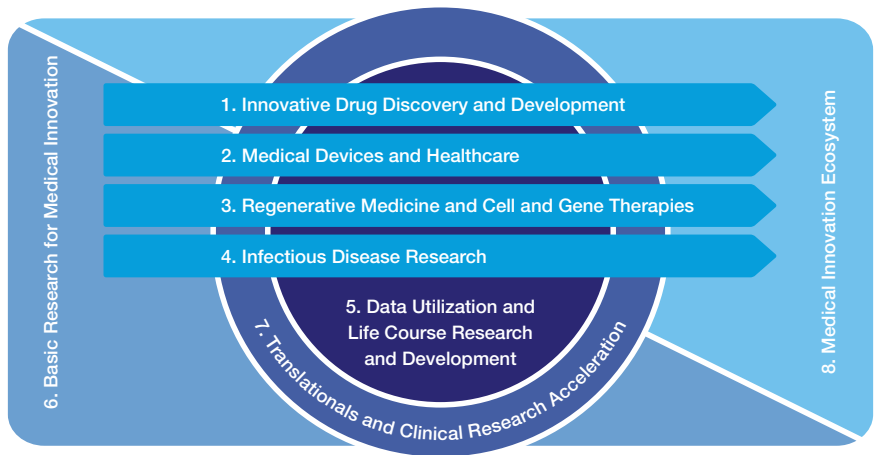 1. Innovative Drug Discovery and Development
2. Medical Devices and Healthcare
3. Regenerative Medicine and Cell and Gene Therapies
4. Infectious Disease Research
5. Data Utilization and
Life Course Research
and Development
6. Basic Research for Medical Innovation
7. Translationals and Clinical Research Acceleration
8. Medical Innovation Ecosystem